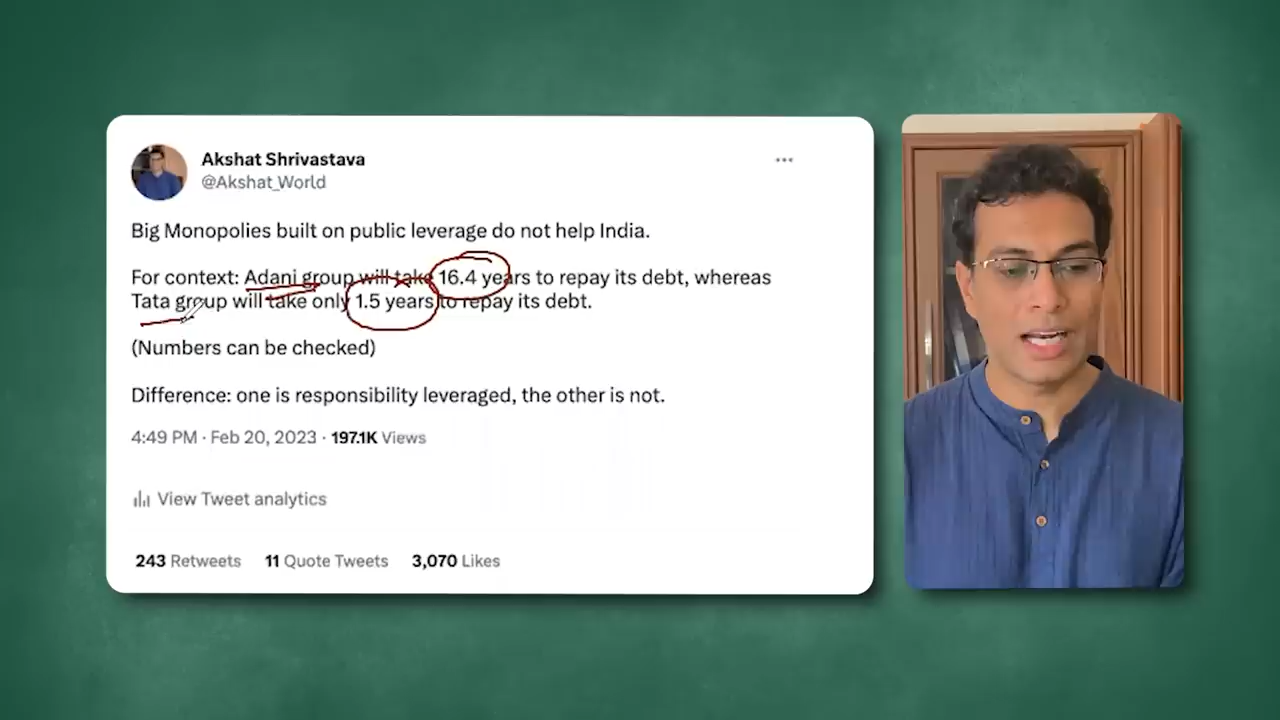 Akshat Shrivastava
@Akshat_World
Big Monopolies built on public leverage do not help India.
For context: Adani group will take 16.4 years to repay its debt, whereas
Tata group will take only 1.5 years to repay its debt.
(Numbers can be checked)
Difference: one is responsibility leveraged, the other is not.
4:49 PM · Feb 20, 2023 · 197.1K Views
View Tweet analytics
243 Retweets 11 Quote Tweets 3,070 Likes